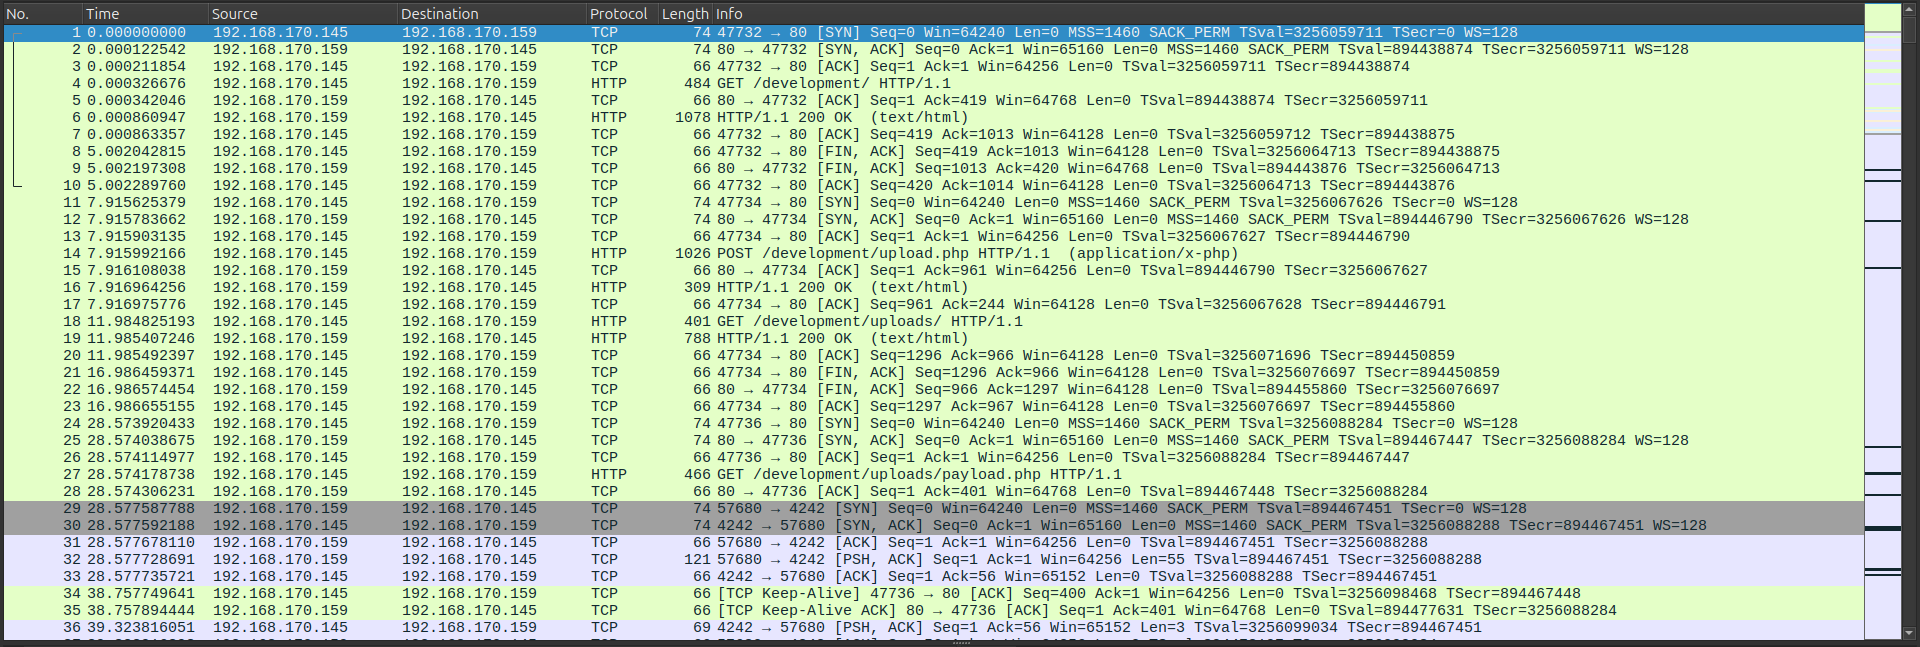 No. Time Source Destination Protocol Length Info
1 0.000000000 192.168.170.145 192.168.170.159 TCP 74 47732 → 80 [SYN] Seq=0 Win=64240 Len=0 MSS=1460 SACK_PERM TSval=3256059711 TSecr=0 WS=128
2 0.000122542 192.168.170.159 192.168.170.145 TCP 74 80 → 47732 [SYN, ACK] Seq=0 Ack=1 Win=65160 Len=0 MSS=1460 SACK_PERM TSval=894438874 TSecr=3256059711 WS=128
3 0.000211854 192.168.170.145 192.168.170.159 TCP 66 47732 → 80 [ACK] Seq=1 Ack=1 Win=64256 Len=0 TSval=3256059711 TSecr=894438874
4 0.000326676 192.168.170.145 192.168.170.159 HTTP 484 GET /development/ HTTP/1.1
5 0.000342046 192.168.170.159 192.168.170.145 TCP 66 80 → 47732 [ACK] Seq=1 Ack=419 Win=64768 Len=0 TSval=894438874 TSecr=3256059711
6 0.000860947 192.168.170.159 192.168.170.145 HTTP 1078 HTTP/1.1 200 OK (text/html)
7 0.000863357 192.168.170.145 192.168.170.159 TCP 66 47732 → 80 [ACK] Seq=419 Ack=1013 Win=64128 Len=0 TSval=3256059712 TSecr=894438875
8 5.002042815 192.168.170.145 192.168.170.159 TCP 66 47732 → 80 [FIN, ACK] Seq=419 Ack=1013 Win=64128 Len=0 TSval=3256064713 TSecr=894438875
9 5.002197308 192.168.170.159 192.168.170.145 TCP 66 80 → 47732 [FIN, ACK] Seq=1013 Ack=420 Win=64768 Len=0 TSval=894443876 TSecr=3256064713
10 5.002289760 192.168.170.145 192.168.170.159 TCP 66 47732 → 80 [ACK] Seq=420 Ack=1014 Win=64128 Len=0 TSval=3256064713 TSecr=894443876
11 7.915625379 192.168.170.145 192.168.170.159 TCP 74 47734 → 80 [SYN] Seq=0 Win=64240 Len=0 MSS=1460 SACK_PERM TSval=3256067626 TSecr=0 WS=128
12 7.915783662 192.168.170.159 192.168.170.145 TCP 74 80 → 47734 [SYN, ACK] Seq=0 Ack=1 Win=65160 Len=0 MSS=1460 SACK_PERM TSval=894446790 TSecr=3256067626 WS=128
13 7.915903135 192.168.170.145 192.168.170.159 TCP 66 47734 → 80 [ACK] Seq=1 Ack=1 Win=64256 Len=0 TSval=3256067627 TSecr=894446790
14 7.915992166 192.168.170.145 192.168.170.159 HTTP 1026 POST /development/upload.php HTTP/1.1 (application/x-php)
15 7.916108038 192.168.170.159 192.168.170.145 TCP 66 80 → 47734 [ACK] Seq=1 Ack=961 Win=64256 Len=0 TSval=894446790 TSecr=3256067627
16 7.916964256 192.168.170.159 192.168.170.145 HTTP 309 HTTP/1.1 200 OK (text/html)
17 7.916975776 192.168.170.145 192.168.170.159 TCP 66 47734 → 80 [ACK] Seq=961 Ack=244 Win=64128 Len=0 TSval=3256067628 TSecr=894446791
18 11.984825193 192.168.170.145 192.168.170.159 HTTP 401 GET /development/uploads/ HTTP/1.1
19 11.985407246 192.168.170.159 192.168.170.145 HTTP 788 HTTP/1.1 200 OK (text/html)
20 11.985492397 192.168.170.145 192.168.170.159 TCP 66 47734 → 80 [ACK] Seq=1296 Ack=966 Win=64128 Len=0 TSval=3256071696 TSecr=894450859
21 16.986459371 192.168.170.145 192.168.170.159 TCP 66 47734 → 80 [FIN, ACK] Seq=1296 Ack=966 Win=64128 Len=0 TSval=3256076697 TSecr=894450859
22 16.986574454 192.168.170.159 192.168.170.145 TCP 66 80 → 47734 [FIN, ACK] Seq=966 Ack=1297 Win=64128 Len=0 TSval=894455860 TSecr=3256076697
23 16.986655155 192.168.170.145 192.168.170.159 TCP 66 47734 → 80 [ACK] Seq=1297 Ack=967 Win=64128 Len=0 TSval=3256076697 TSecr=894455860
24 28.573920433 192.168.170.145 192.168.170.159 TCP 74 47736 → 80 [SYN] Seq=0 Win=64240 Len=0 MSS=1460 SACK_PERM TSval=3256088284 TSecr=0 WS=128
25 28.574038675 192.168.170.159 192.168.170.145 TCP 74 80 → 47736 [SYN, ACK] Seq=0 Ack=1 Win=65160 Len=0 MSS=1460 SACK_PERM TSval=894467447 TSecr=3256088284 WS=128
26 28.574114977 192.168.170.145 192.168.170.159 TCP 66 47736 → 80 [ACK] Seq=1 Ack=1 Win=64256 Len=0 TSval=3256088284 TSecr=894467447
27 28.574178738 192.168.170.145 192.168.170.159 HTTP 466 GET /development/uploads/payload.php HTTP/1.1
28 28.574306231 192.168.170.159 192.168.170.145 TCP 66 80 → 47736 [ACK] Seq=1 Ack=401 Win=64768 Len=0 TSval=894467448 TSecr=3256088284
29 28.577587788 192.168.170.159 192.168.170.145 TCP 74 57680 → 4242 [SYN] Seq=0 Win=64240 Len=0 MSS=1460 SACK_PERM TSval=894467451 TSecr=0 WS=128
30 28.577592188 192.168.170.145 192.168.170.159 TCP 74 4242 → 57680 [SYN, ACK] Seq=0 Ack=1 Win=65160 Len=0 MSS=1460 SACK_PERM TSval=3256088288 TSecr=894467451 WS=128
31 28.577678110 192.168.170.159 192.168.170.145 TCP 66 57680 → 4242 [ACK] Seq=1 Ack=1 Win=64256 Len=0 TSval=894467451 TSecr=3256088288
32 28.577728691 192.168.170.159 192.168.170.145 TCP 121 57680 → 4242 [PSH, ACK] Seq=1 Ack=1 Win=64256 Len=55 TSval=894467451 TSecr=3256088288
33 28.577735721 192.168.170.145 192.168.170.159 TCP 66 4242 → 57680 [ACK] Seq=1 Ack=56 Win=65152 Len=0 TSval=3256088288 TSecr=894467451
34 38.757749641 192.168.170.145 192.168.170.159 TCP 66 [TCP Keep-Alive] 47736 → 80 [ACK] Seq=400 Ack=1 Win=64256 Len=0 TSval=3256098468 TSecr=894467448
35 38.757894444 192.168.170.159 192.168.170.145 TCP 66 [TCP Keep-Alive ACK] 80 → 47736 [ACK] Seq=1 Ack=401 Win=64768 Len=0 TSval=894477631 TSecr=3256088284
36 39.323816051 192.168.170.145 192.168.170.159 TCP 69 4242 → 57680 [PSH, ACK] Seq=1 Ack=56 Win=65152 Len=3 TSval=3256099034 TSecr=894467451